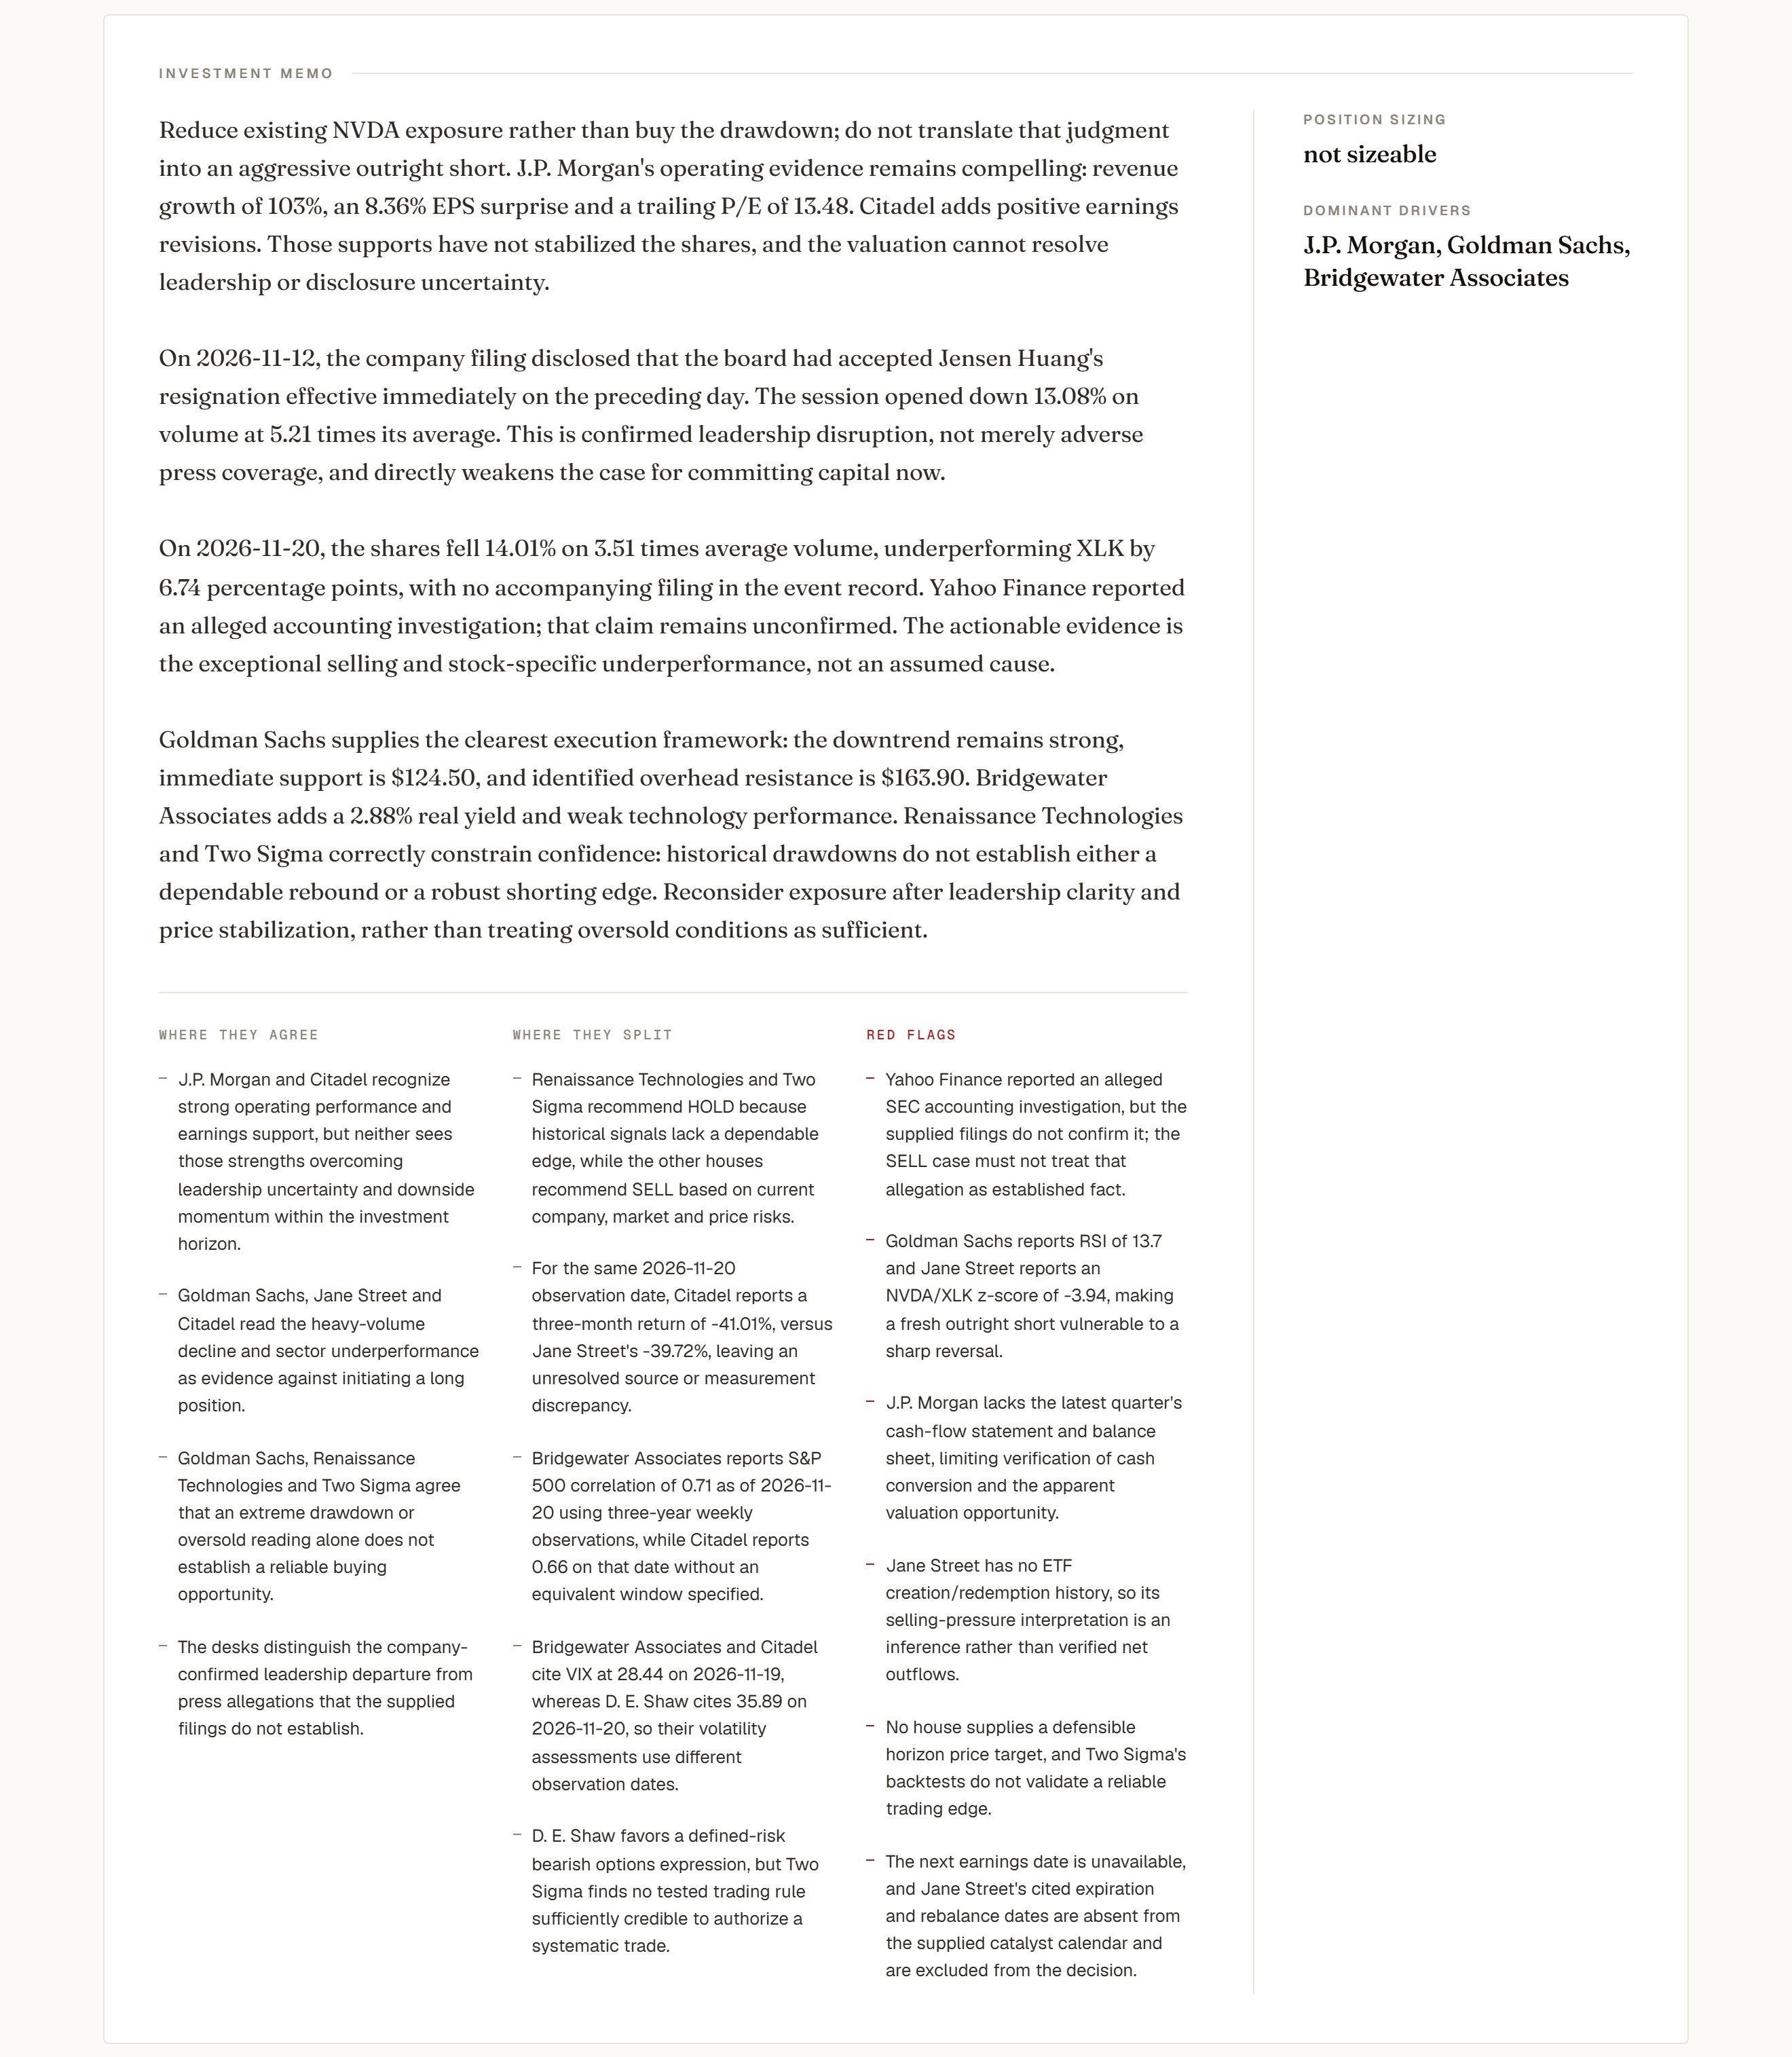 INVESTMENT MEMO
Reduce existing NVDA exposure rather than buy the drawdown; do not translate that judgment
into an aggressive outright short. J.P. Morgan's operating evidence remains compelling: revenue
growth of 103%, an 8.36% EPS surprise and a trailing P/E of 13.48. Citadel adds positive earnings
revisions. Those supports have not stabilized the shares, and the valuation cannot resolve
leadership or disclosure uncertainty.
On 2026-11-12, the company filing disclosed that the board had accepted Jensen Huang's
resignation effective immediately on the preceding day. The session opened down 13.08% on
volume at 5.21 times its average. This is confirmed leadership disruption, not merely adverse
press coverage, and directly weakens the case for committing capital now.
On 2026-11-20, the shares fell 14.01% on 3.51 times average volume, underperforming XLK by
6.74 percentage points, with no accompanying filing in the event record. Yahoo Finance reported
an alleged accounting investigation; that claim remains unconfirmed. The actionable evidence is
the exceptional selling and stock-specific underperformance, not an assumed cause.
Goldman Sachs supplies the clearest execution framework: the downtrend remains strong,
immediate support is $124.50, and identified overhead resistance is $163.90. Bridgewater
Associates adds a 2.88% real yield and weak technology performance. Renaissance Technologies
and Two Sigma correctly constrain confidence: historical drawdowns do not establish either a
dependable rebound or a robust shorting edge. Reconsider exposure after leadership clarity and
price stabilization, rather than treating oversold conditions as sufficient.
POSITION SIZING
not sizeable
DOMINANT DRIVERS
J.P. Morgan, Goldman Sachs,
Bridgewater Associates
WHERE THEY AGREE
– J.P. Morgan and Citadel recognize
strong operating performance and
earnings support, but neither sees
those strengths overcoming
leadership uncertainty and downside
momentum within the investment
horizon.
– Goldman Sachs, Jane Street and
Citadel read the heavy-volume
decline and sector underperformance
as evidence against initiating a long
position.
– Goldman Sachs, Renaissance
Technologies and Two Sigma agree
that an extreme drawdown or
oversold reading alone does not
establish a reliable buying
opportunity.
– The desks distinguish the company-
confirmed leadership departure from
press allegations that the supplied
filings do not establish.
WHERE THEY SPLIT
– Renaissance Technologies and Two
Sigma recommend HOLD because
historical signals lack a dependable
edge, while the other houses
recommend SELL based on current
company, market and price risks.
– For the same 2026-11-20
observation date, Citadel reports a
three-month return of -41.01%, versus
Jane Street's -39.72%, leaving an
unresolved source or measurement
discrepancy.
– Bridgewater Associates reports S&P
500 correlation of 0.71 as of 2026-11-
20 using three-year weekly
observations, while Citadel reports
0.66 on that date without an
equivalent window specified.
– Bridgewater Associates and Citadel
cite VIX at 28.44 on 2026-11-19,
whereas D. E. Shaw cites 35.89 on
2026-11-20, so their volatility
assessments use different
observation dates.
– D. E. Shaw favors a defined-risk
bearish options expression, but Two
Sigma finds no tested trading rule
sufficiently credible to authorize a
systematic trade.
RED FLAGS
– Yahoo Finance reported an alleged
SEC accounting investigation, but the
supplied filings do not confirm it; the
SELL case must not treat that
allegation as established fact.
– Goldman Sachs reports RSI of 13.7
and Jane Street reports an
NVDA/XLK z-score of -3.94, making
a fresh outright short vulnerable to a
sharp reversal.
– J.P. Morgan lacks the latest quarter's
cash-flow statement and balance
sheet, limiting verification of cash
conversion and the apparent
valuation opportunity.
– Jane Street has no ETF
creation/redemption history, so its
selling-pressure interpretation is an
inference rather than verified net
outflows.
– No house supplies a defensible
horizon price target, and Two Sigma's
backtests do not validate a reliable
trading edge.
– The next earnings date is unavailable,
and Jane Street's cited expiration
and rebalance dates are absent from
the supplied catalyst calendar and
are excluded from the decision.